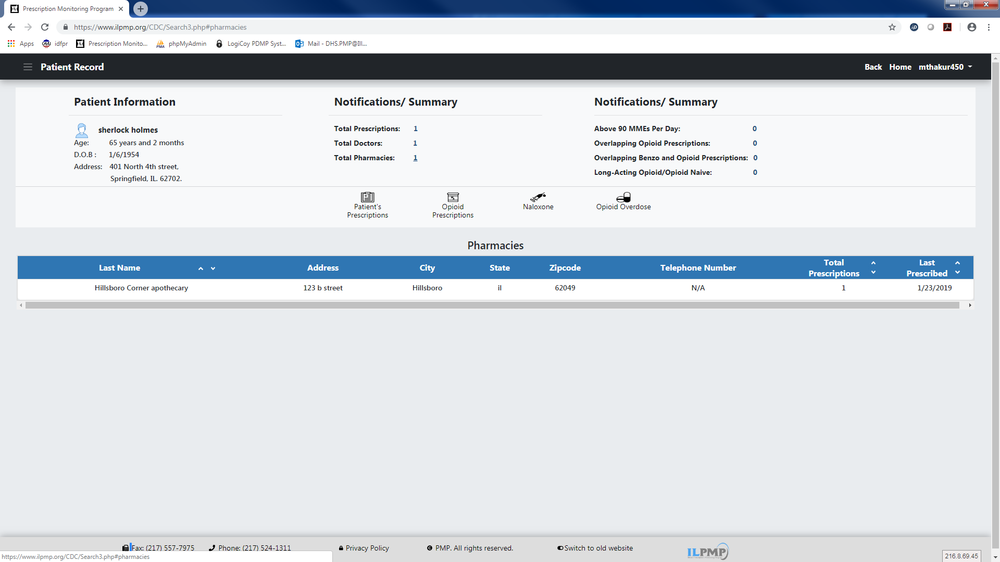 Prescription Monitoring Program
https://www.ilpmp.org/CDC/Search3.php#pharmacies
Apps idfpr Prescription Monito... phpMyAdmin LogiCoy PDMP Syst... Mail - DHS.PMP@Ill...
Patient Record Back Home mthakur450
Patient Information
sherlock holmes
Age: 65 years and 2 months
D.O.B : 1/6/1954
Address: 401 North 4th street,
Springfield, IL. 62702.
Notifications/ Summary
Total Prescriptions: 1
Total Doctors: 1
Total Pharmacies: 1
Notifications/ Summary
Above 90 MMEs Per Day: 0
Overlapping Opioid Prescriptions: 0
Overlapping Benzo and Opioid Prescriptions: 0
Long-Acting Opioid/Opioid Naive: 0
Patient's
Prescriptions
Opioid
Prescriptions
Naloxone
Opioid Overdose
Pharmacies
Last Name Address City State Zipcode Telephone Number Total Prescriptions Last Prescribed
Hillsboro Corner apothecary 123 b street Hillsboro il 62049 N/A 1 1/23/2019
Fax: (217) 557-7975 Phone: (217) 524-1311 Privacy Policy PMP. All rights reserved. Switch to old website ILPMP
https://www.ilpmp.org/CDC/Search3.php#pharmacies
216.8.69.45